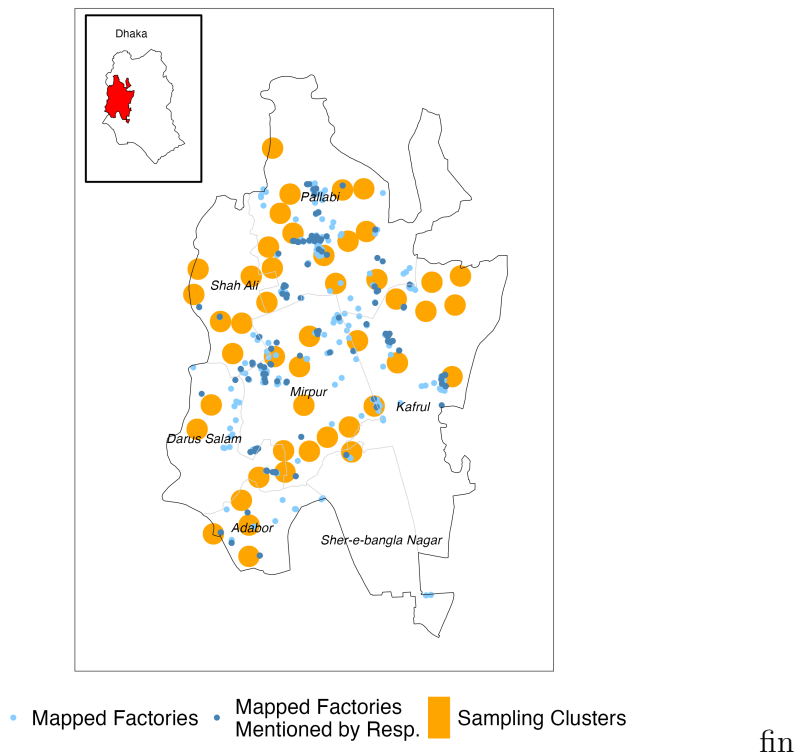 Dhaka
Pallabi
Shah Ali
Mirpur
Kafrul
Darus Salam
Adabor
Sher-e-bangla Nagar
Mapped Factories
Mapped Factories
Mentioned by Resp.
Sampling Clusters
fin